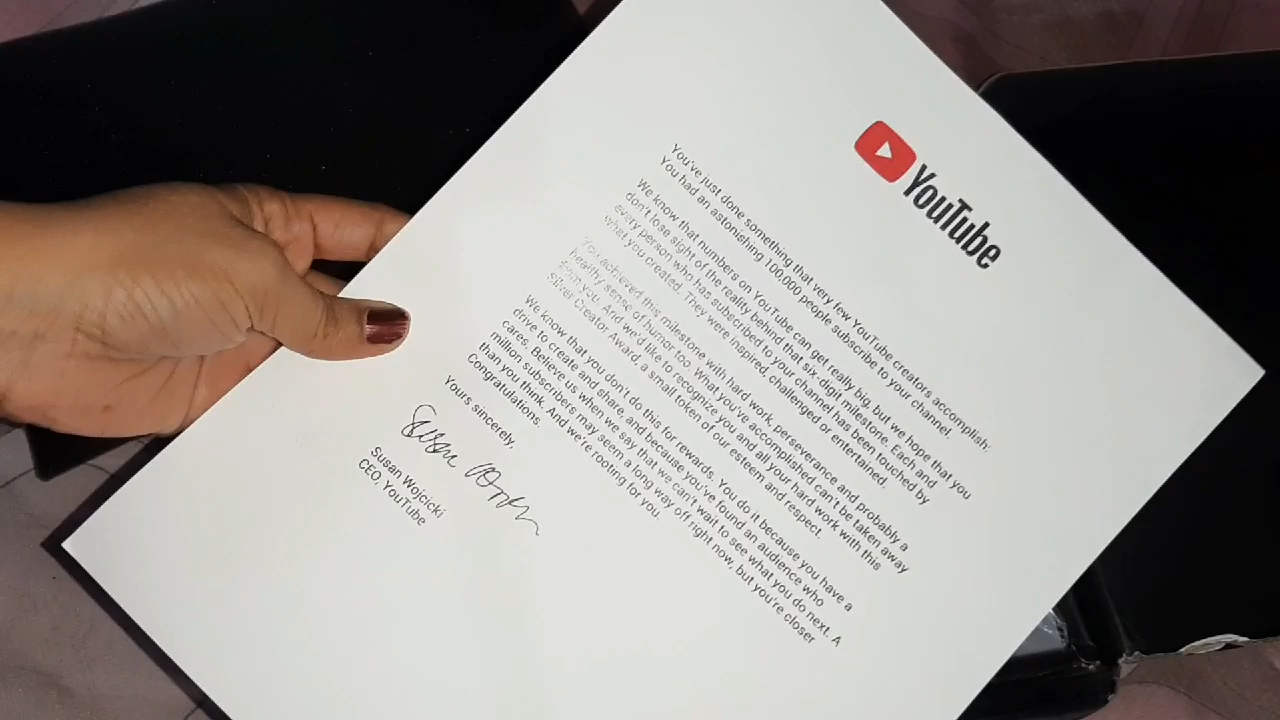 YouTube
You've just done something that very few YouTube creators accomplish:
You had an astonishing 100,000 people subscribe to your channel.
We know that numbers on YouTube can get really big, but we hope that you
don't lose sight of the reality behind that six-digit milestone. Each and
every person who has subscribed to your channel has been touched by
what you created. They were inspired, challenged or entertained.
You achieved this milestone with hard work, perseverance and probably a
healthy sense of humor too. What you've accomplished can't be taken away
from you. And we'd like to recognize you and all your hard work with this
Silver Creator Award, a small token of our esteem and respect.
We know that you don't do this for rewards. You do it because you have a
drive to create and share, and because you've found an audience who
cares. Believe us when we say that we can't wait to see what you do next. A
million subscribers may seem a long way off right now, but you're closer
than you think. And we're rooting for you.
Congratulations.
Yours sincerely,
Susan Wojcicki
CEO, YouTube